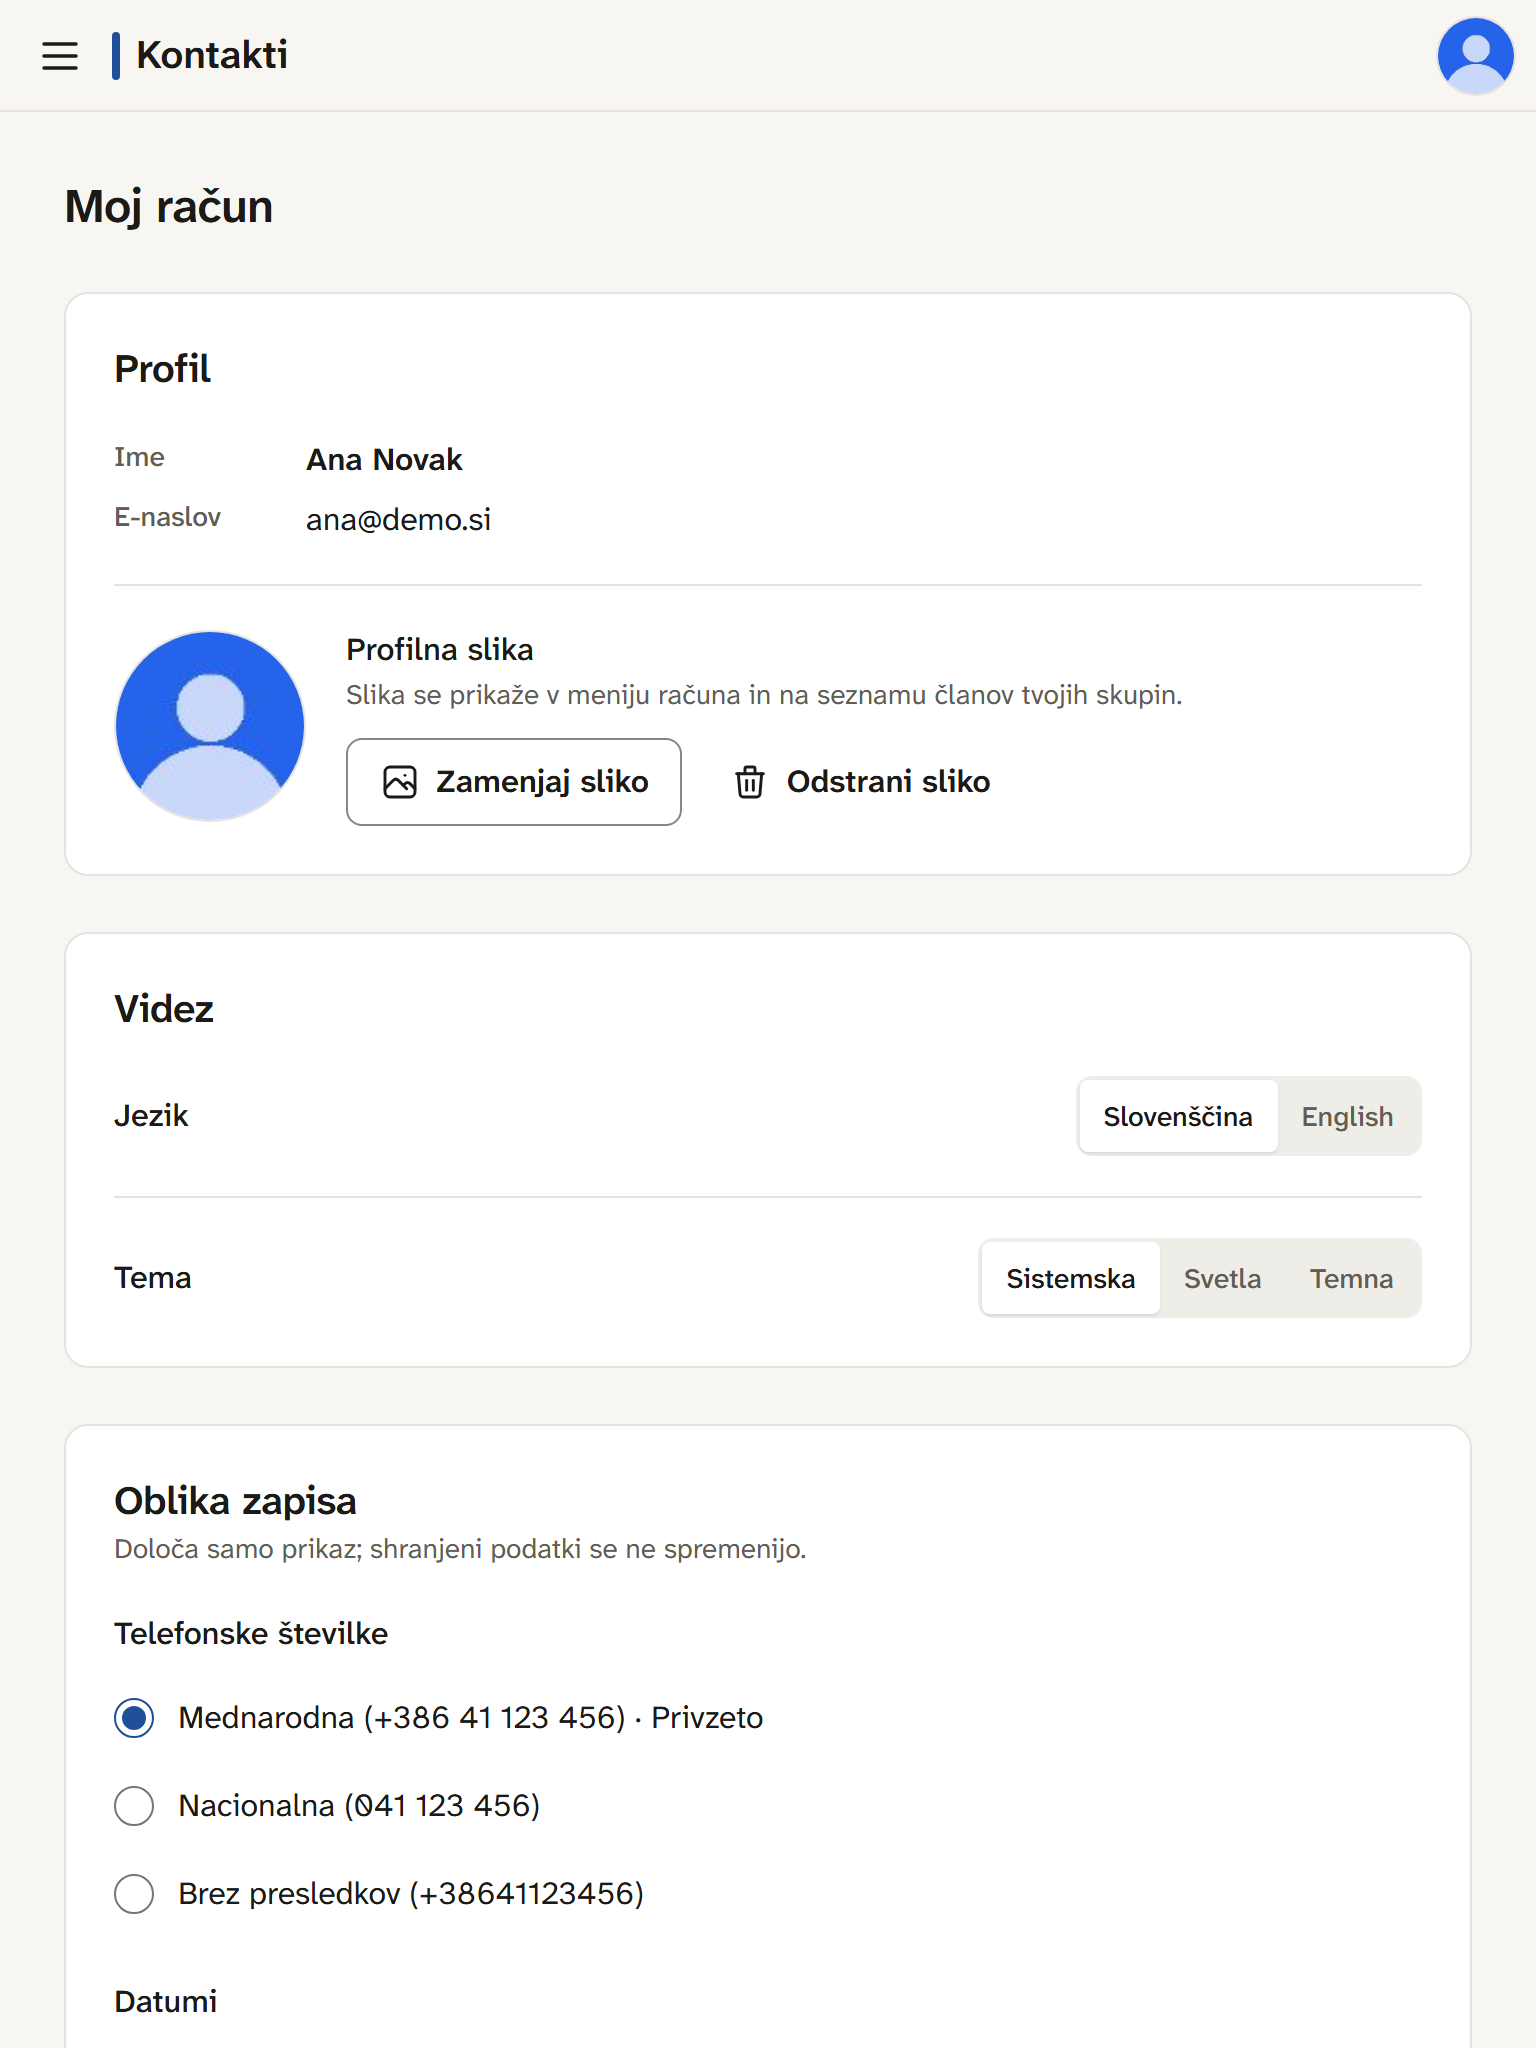 Kontakti
Moj račun
Profil
Ime Ana Novak
E-naslov ana@demo.si
Profilna slika
Slika se prikaže v meniju računa in na seznamu članov tvojih skupin.
Zamenjaj sliko Odstrani sliko
Videz
Jezik Slovenščina English
Tema Sistemska Svetla Temna
Oblika zapisa
Določa samo prikaz; shranjeni podatki se ne spremenijo.
Telefonske številke
Mednarodna (+386 41 123 456) · Privzeto
Nacionalna (041 123 456)
Brez presledkov (+38641123456)
Datumi